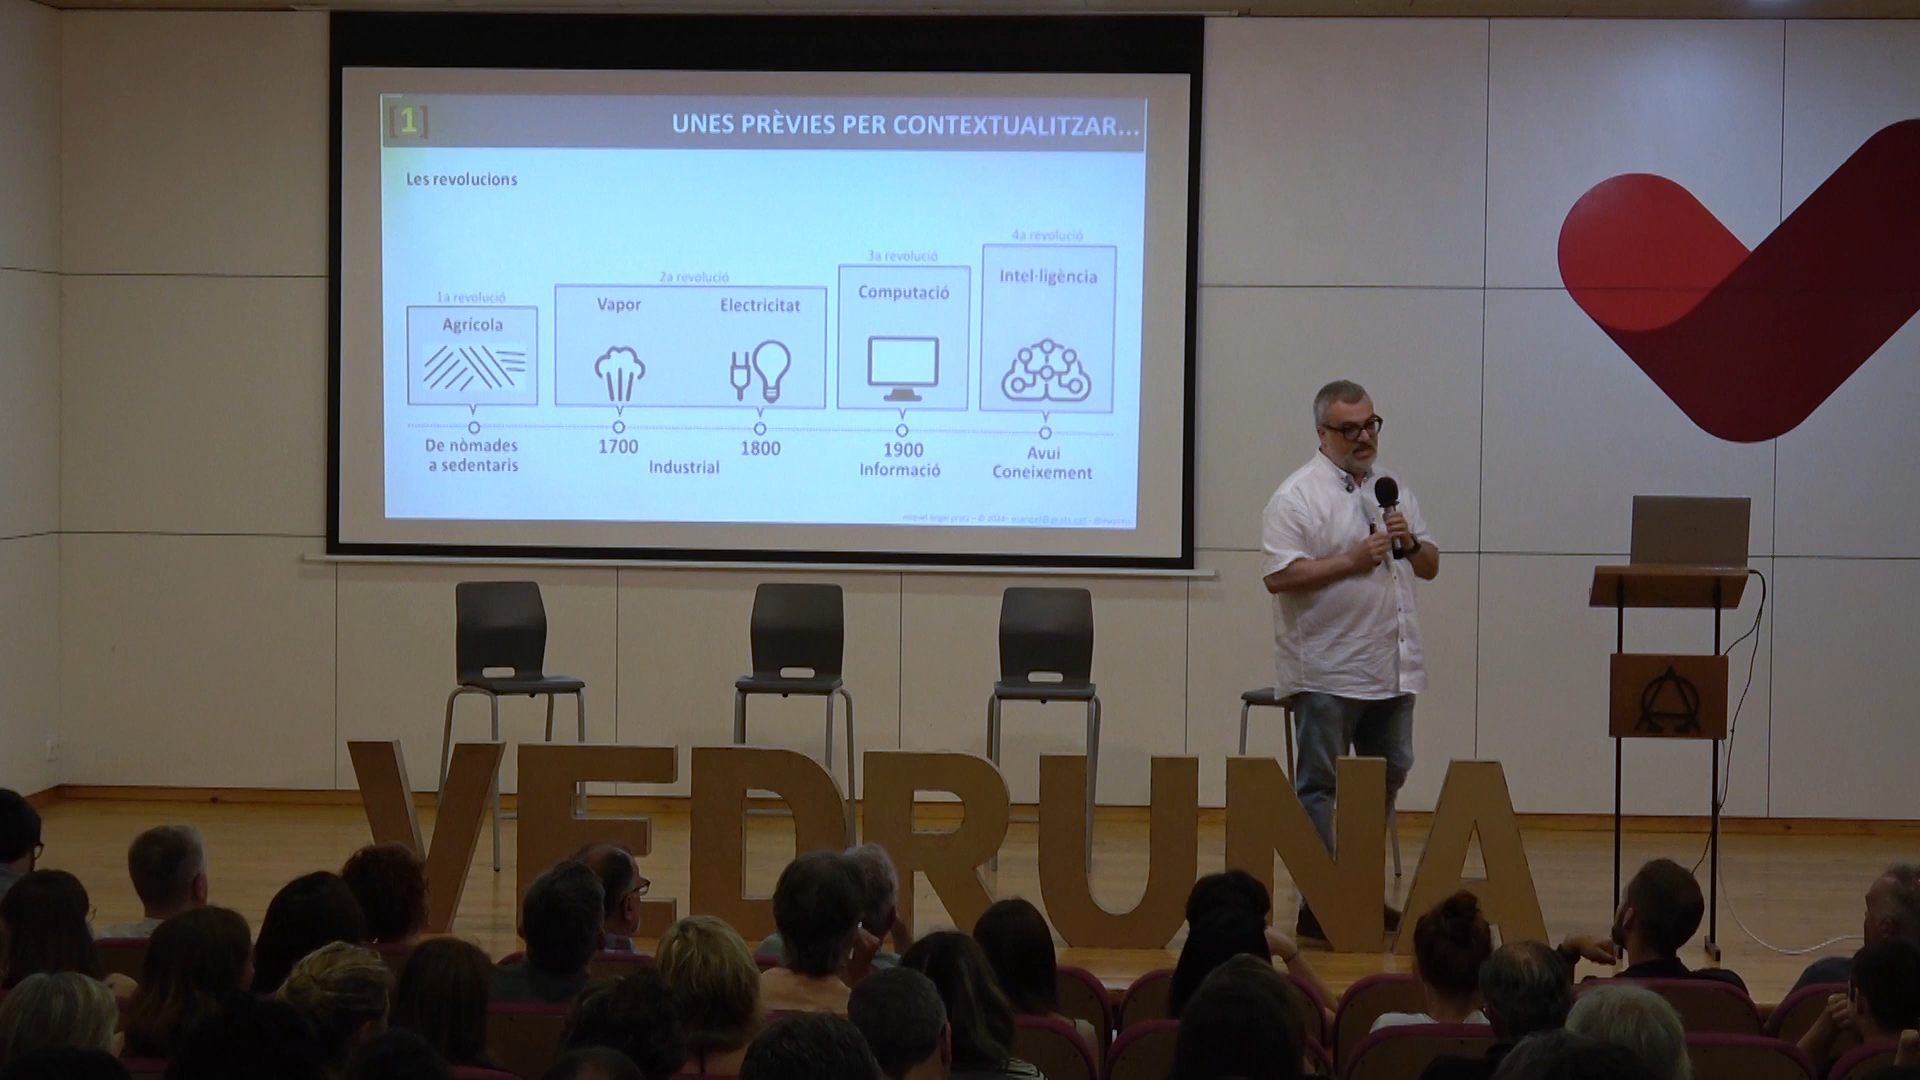 [1]
UNES PRÈVIES PER CONTEXTUALITZAR...
Les revolucions
1a revolució
Agrícola
2a revolució
Vapor
Electricitat
3a revolució
Computació
4a revolució
Intel·ligència
De nòmades
a sedentaris
1700
1800
Industrial
1900
Informació
Avui
Coneixement
VEDRUNA